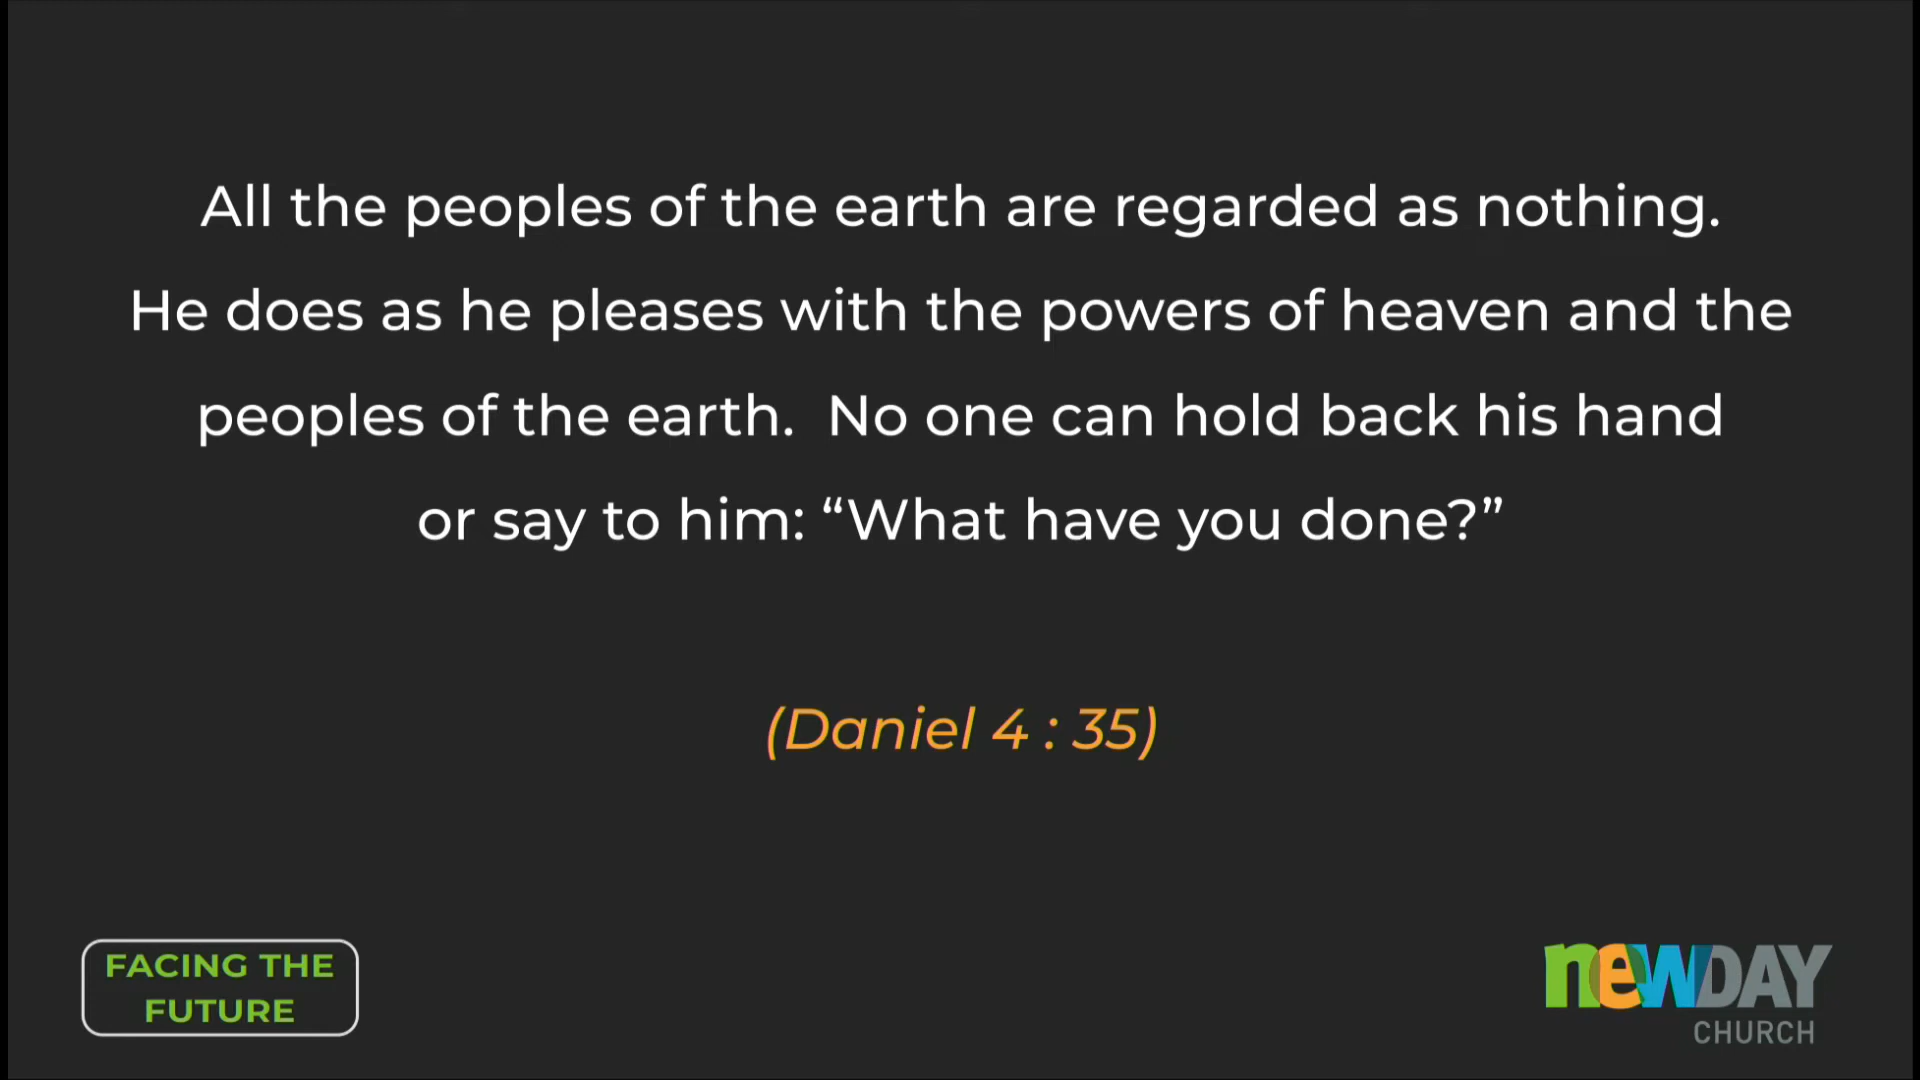 All the peoples of the earth are regarded as nothing.
He does as he pleases with the powers of heaven and the
peoples of the earth.  No one can hold back his hand
or say to him: “What have you done?”
(Daniel 4 : 35)
FACING THE
FUTURE
newDAY
CHURCH